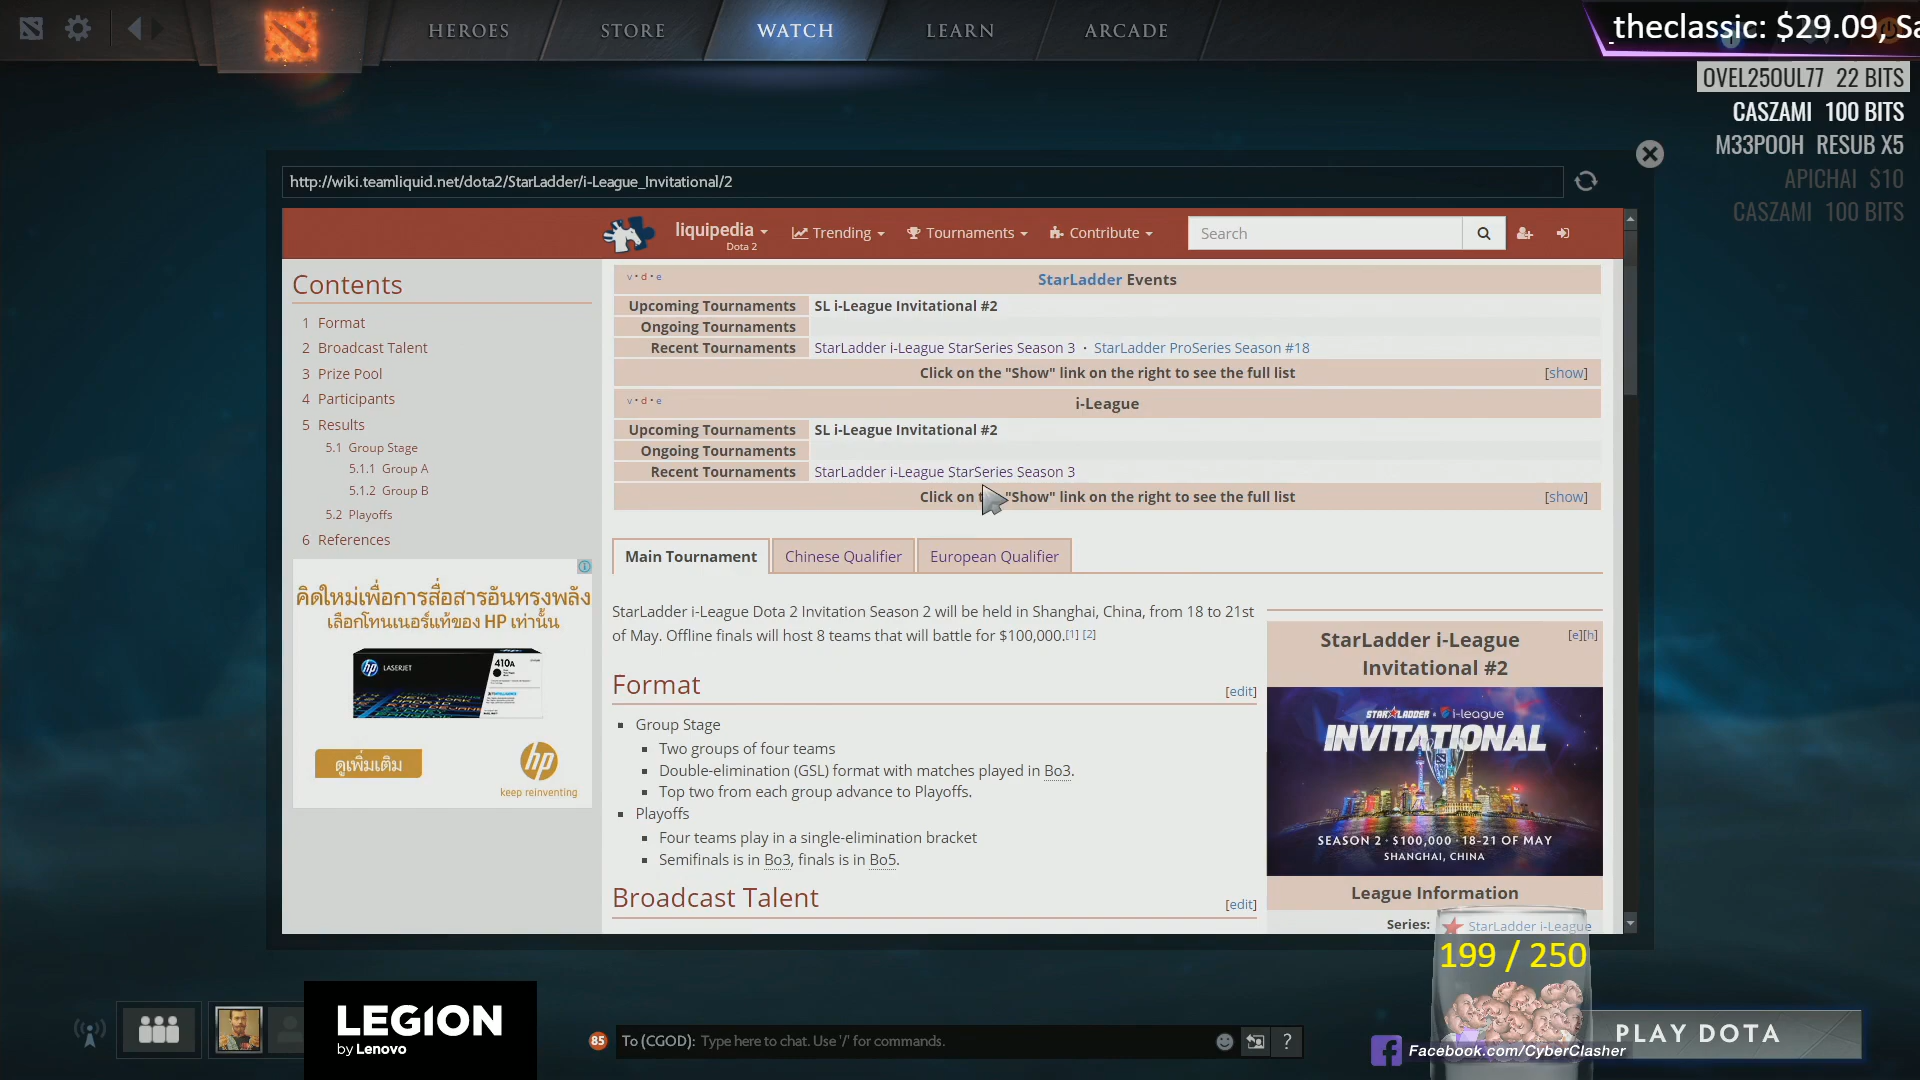 HEROES
STORE
WATCH
LEARN
ARCADE
_theclassic: $29.09, Sa
OVEL25OUL77 22 BITS
CASZAMI 100 BITS
M33POOH RESUB X5
APICHAI $10
CASZAMI 100 BITS
http://wiki.teamliquid.net/dota2/StarLadder/i-League_Invitational/2
liquipedia
Dota 2
Trending
Tournaments
Contribute
Search
Contents
1 Format
2 Broadcast Talent
3 Prize Pool
4 Participants
5 Results
5.1 Group Stage
5.1.1 Group A
5.1.2 Group B
5.2 Playoffs
6 References
คิดใหม่เพื่อการสื่อสารอันทรงพลัง
เลือกโทนเนอร์แท้ของ HP เท่านั้น
hp LASERJET
410A
ดูเพิ่มเติม
hp
keep reinventing
v • d • e
StarLadder Events
Upcoming Tournaments SL i-League Invitational #2
Ongoing Tournaments
Recent Tournaments StarLadder i-League StarSeries Season 3 · StarLadder ProSeries Season #18
Click on the "Show" link on the right to see the full list [show]
v • d • e
i-League
Upcoming Tournaments SL i-League Invitational #2
Ongoing Tournaments
Recent Tournaments StarLadder i-League StarSeries Season 3
Click on "Show" link on the right to see the full list [show]
Main Tournament
Chinese Qualifier
European Qualifier
StarLadder i-League Dota 2 Invitation Season 2 will be held in Shanghai, China, from 18 to 21st
of May. Offline finals will host 8 teams that will battle for $100,000.[1] [2]
Format [edit]
Group Stage
Two groups of four teams
Double-elimination (GSL) format with matches played in Bo3.
Top two from each group advance to Playoffs.
Playoffs
Four teams play in a single-elimination bracket
Semifinals is in Bo3, finals is in Bo5.
Broadcast Talent [edit]
StarLadder i-League [e][h]
Invitational #2
STARLADDER i-league
INVITATIONAL
SEASON 2 · $100,000 · 18-21 OF MAY
SHANGHAI, CHINA
League Information
Series: StarLadder i-League
199 / 250
LEGION
by Lenovo
85
To (CGOD): Type here to chat. Use '/' for commands.
?
PLAY DOTA
Facebook.com/CyberClasher